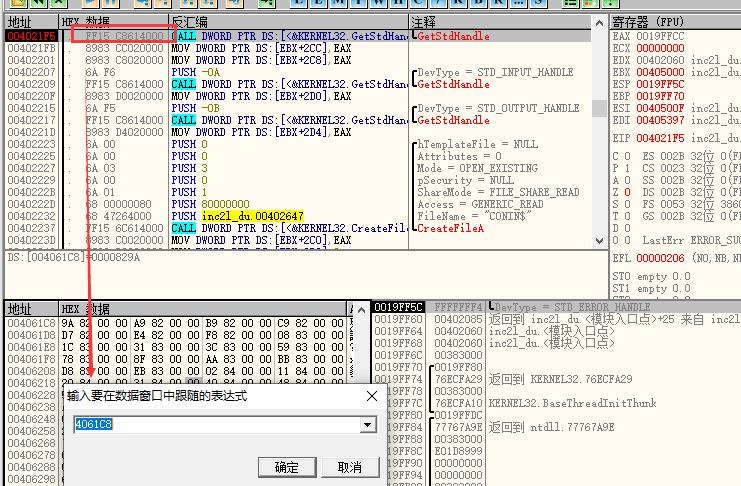 L E M T W H C / K B R ... S
地址 HEX 数据 反汇编 注释 寄存器 (FPU)
004021F5 . FF15 C8614000 CALL DWORD PTR DS:[<&KERNEL32.GetStdHandle GetStdHandle
004021FB . 8983 CC020000 MOV DWORD PTR DS:[EBX+2CC],EAX
00402201 . 8983 C8020000 MOV DWORD PTR DS:[EBX+2C8],EAX
00402207 . 6A F6 PUSH -0A DevType = STD_INPUT_HANDLE
00402209 . FF15 C8614000 CALL DWORD PTR DS:[<&KERNEL32.GetStdHandle GetStdHandle
0040220F . 8983 D0020000 MOV DWORD PTR DS:[EBX+2D0],EAX
00402215 . 6A F5 PUSH -0B DevType = STD_OUTPUT_HANDLE
00402217 . FF15 C8614000 CALL DWORD PTR DS:[<&KERNEL32.GetStdHandle GetStdHandle
0040221D . 8983 D4020000 MOV DWORD PTR DS:[EBX+2D4],EAX
00402223 . 6A 00 PUSH 0 hTemplateFile = NULL
00402225 . 6A 00 PUSH 0 Attributes = 0
00402227 . 6A 03 PUSH 3 Mode = OPEN_EXISTING
00402229 . 6A 00 PUSH 0 pSecurity = NULL
0040222B . 6A 01 PUSH 1 ShareMode = FILE_SHARE_READ
0040222D . 68 00000080 PUSH 80000000 Access = GENERIC_READ
00402232 . 68 47264000 PUSH inc2l_du.00402647 FileName = "CONIN$"
00402237 . FF15 6C614000 CALL DWORD PTR DS:[<&KERNEL32.CreateFile CreateFileA
0040223D . 8983 C0020000 MOV DWORD PTR DS:[EBX+2C0],EAX
EAX 0019FFCC
ECX 00000000
EDX 00402060 inc2l_du
EBX 00405000 inc2l_du
ESP 0019FF5C
EBP 0019FF70
ESI 0040500F inc2l_du
EDI 00405397 inc2l_du
EIP 004021F5 inc2l_du
C 0 ES 002B 32位 0(F
P 1 CS 0023 32位 0(F
A 0 SS 002B 32位 0(F
Z 0 DS 002B 32位 0(F
S 0 FS 0053 32位 386
T 0 GS 002B 32位 0(F
D 0
O 0 LastErr ERROR_SUC
EFL 00000206 (NO,NB,N
ST0 empty 0.0
ST1 empty 0.0
DS:[004061C8]=0000829A
地址 HEX 数据
004061C8 9A 82 00 00 A9 82 00 00 B9 82 00 00 C9 82 00 00
004061D8 D7 82 00 00 E4 82 00 00 F8 82 00 00 08 83 00 00
004061E8 1C 83 00 00 31 83 00 00 3C 83 00 00 59 83 00 00
004061F8 78 83 00 00 8F 83 00 00 AA 83 00 00 BB 83 00 00
00406208 D8 83 00 00 EB 83 00 00 02 84 00 00 11 84 00 00
00406218
00406228
00406238
00406248
00406258
00406268
00406278
00406288
00406298
0019FF5C FFFFFFF4 DevType = STD_ERROR_HANDLE
0019FF60 00402085 返回到 inc2l_du.<模块入口点>+25 来自 inc2l
0019FF64 00402060 inc2l_du.<模块入口点>
0019FF68 00402060 inc2l_du.<模块入口点>
0019FF6C 00383000
0019FF70 0019FF80
0019FF74 76ECFA29 返回到 KERNEL32.76ECFA29
0019FF78 00383000
0019FF7C 76ECFA10 KERNEL32.BaseThreadInitThunk
0019FF80 0019FFDC
0019FF84 77767A9E 返回到 ntdll.77767A9E
0019FF88 00383000
0019FF8C E01D8999
0019FF90 00000000
0019FF94 00000000
输入要在数据窗口中跟随的表达式
4061C8
确定 取消